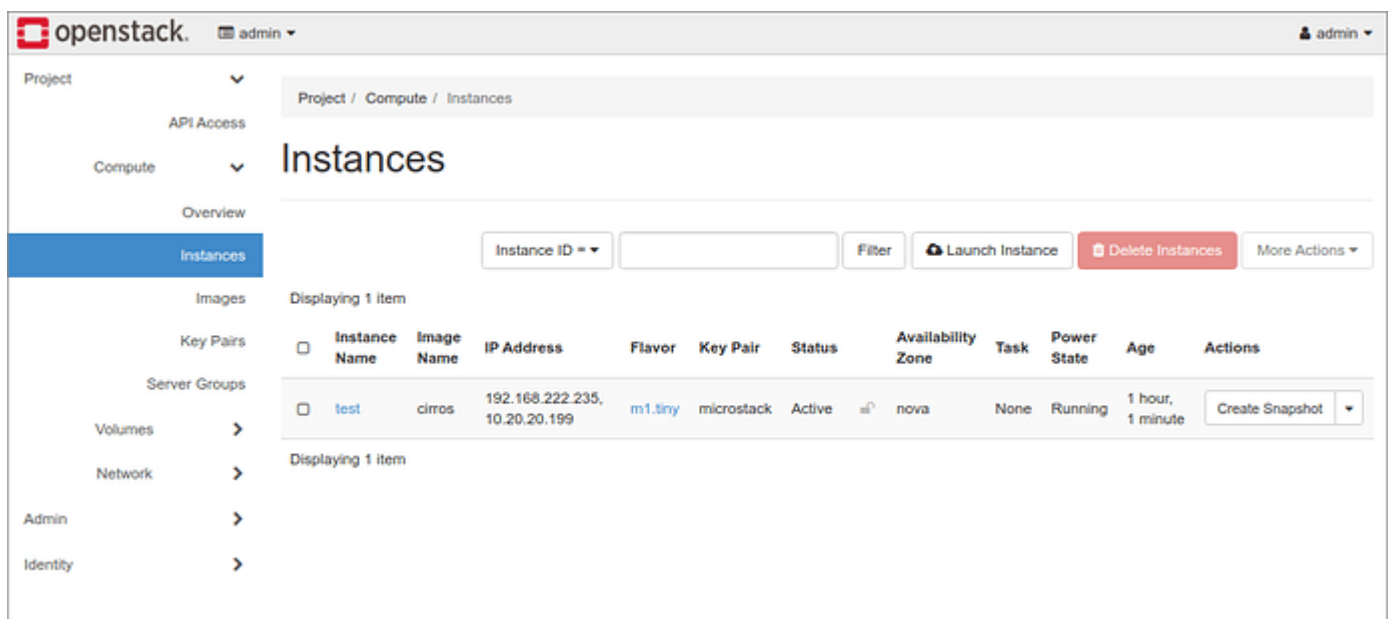 openstack. admin admin
Project
API Access
Compute
Overview
Instances
Images
Key Pairs
Server Groups
Volumes
Network
Admin
Identity
Project / Compute / Instances
Instances
Instance ID = Filter Launch Instance Delete Instances More Actions
Displaying 1 item
Instance Name Image Name IP Address Flavor Key Pair Status Availability Zone Task Power State Age Actions
test cirros 192.168.222.235, 10.20.20.199 m1.tiny microstack Active nova None Running 1 hour, 1 minute Create Snapshot
Displaying 1 item